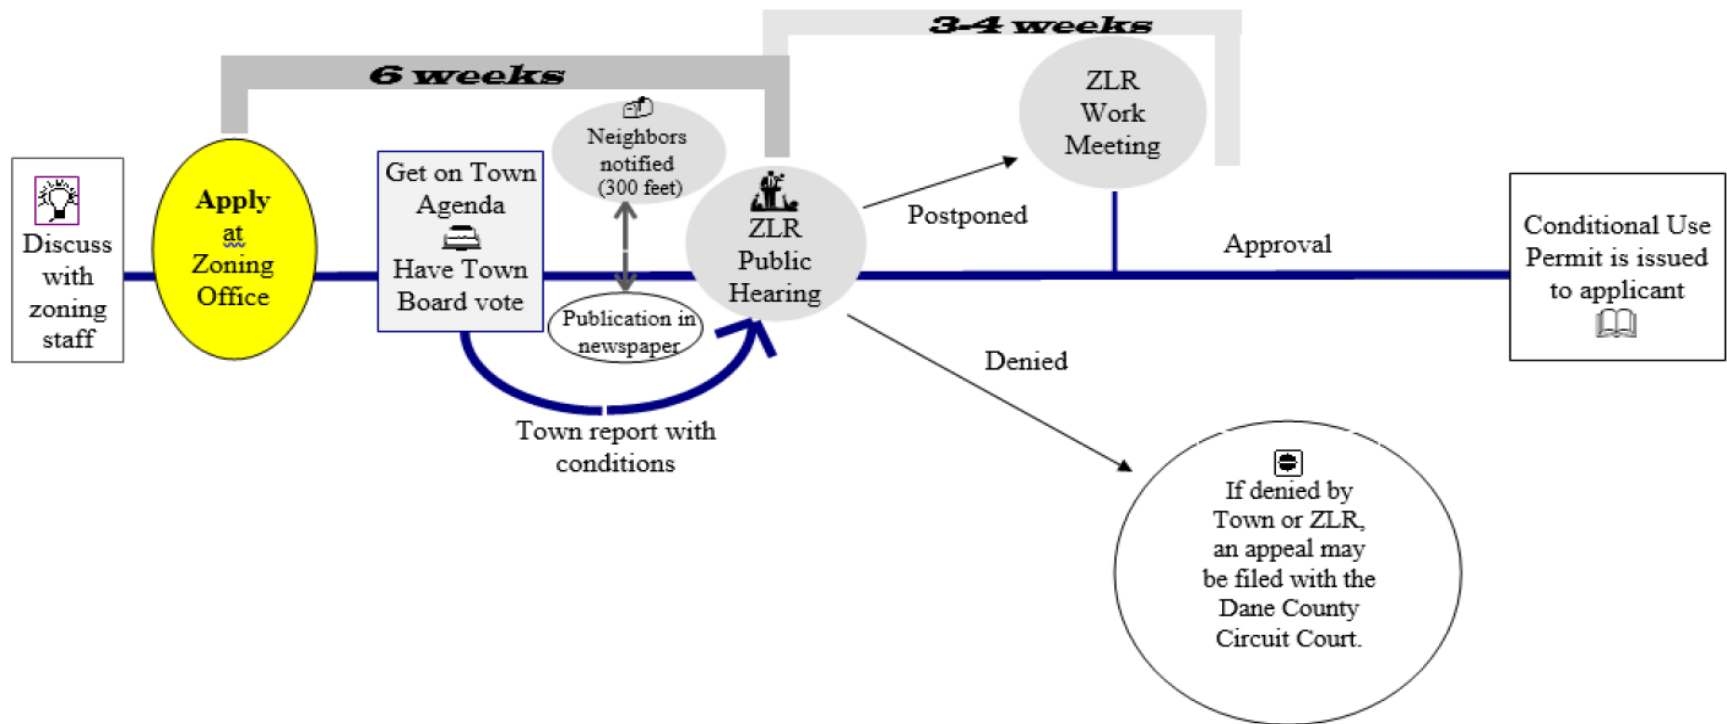 3-4 weeks
6 weeks
Discuss
with
zoning
staff
Apply
at
Zoning
Office
Get on Town
Agenda
Have Town
Board vote
Neighbors
notified
(300 feet)
Publication in
newspaper
Town report with
conditions
ZLR
Public
Hearing
Postponed
ZLR
Work
Meeting
Approval
Conditional Use
Permit is issued
to applicant
Denied
If denied by
Town or ZLR,
an appeal may
be filed with the
Dane County
Circuit Court.